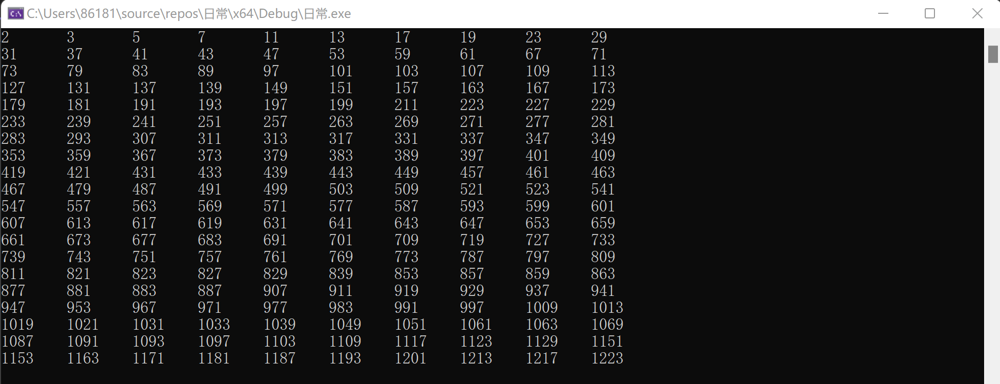 C:\Users\86181\source\repos\日常\x64\Debug\日常.exe
2 3 5 7 11 13 17 19 23 29
31 37 41 43 47 53 59 61 67 71
73 79 83 89 97 101 103 107 109 113
127 131 137 139 149 151 157 163 167 173
179 181 191 193 197 199 211 223 227 229
233 239 241 251 257 263 269 271 277 281
283 293 307 311 313 317 331 337 347 349
353 359 367 373 379 383 389 397 401 409
419 421 431 433 439 443 449 457 461 463
467 479 487 491 499 503 509 521 523 541
547 557 563 569 571 577 587 593 599 601
607 613 617 619 631 641 643 647 653 659
661 673 677 683 691 701 709 719 727 733
739 743 751 757 761 769 773 787 797 809
811 821 823 827 829 839 853 857 859 863
877 881 883 887 907 911 919 929 937 941
947 953 967 971 977 983 991 997 1009 1013
1019 1021 1031 1033 1039 1049 1051 1061 1063 1069
1087 1091 1093 1097 1103 1109 1117 1123 1129 1151
1153 1163 1171 1181 1187 1193 1201 1213 1217 1223